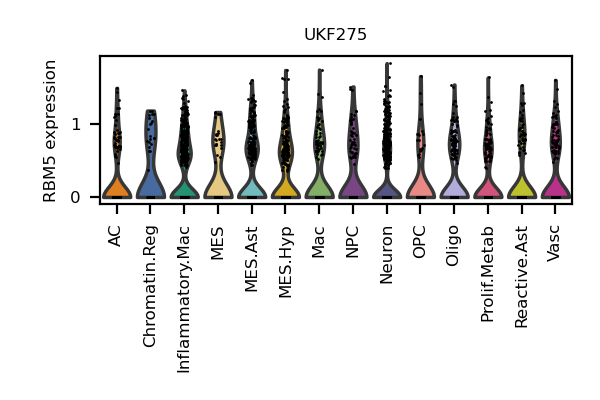 UKF275
RBM5 expression
1
0
AC
Chromatin.Reg
Inflammatory.Mac
MES
MES.Ast
MES.Hyp
Mac
NPC
Neuron
OPC
Oligo
Prolif.Metab
Reactive.Ast
Vasc